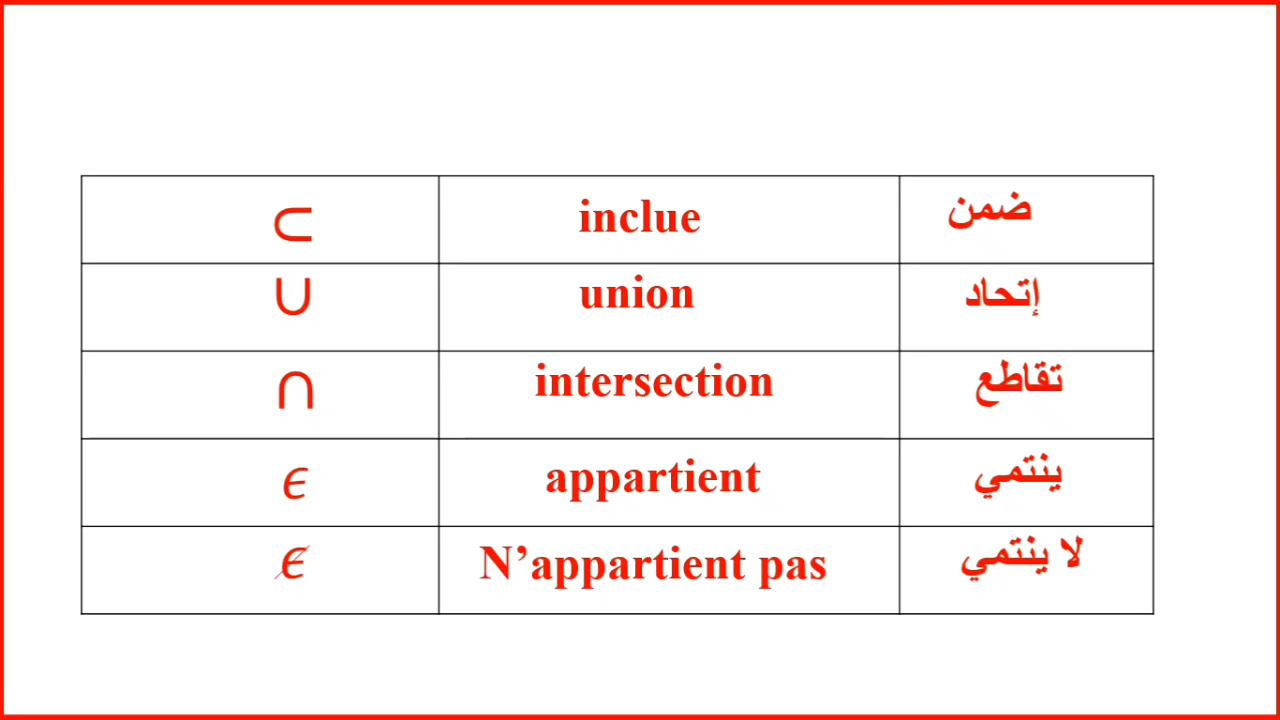 ⊂ inclue ضمن
∪ union إتحاد
∩ intersection تقاطع
ϵ appartient ينتمي
ϵ̸ N’appartient pas لا ينتمي